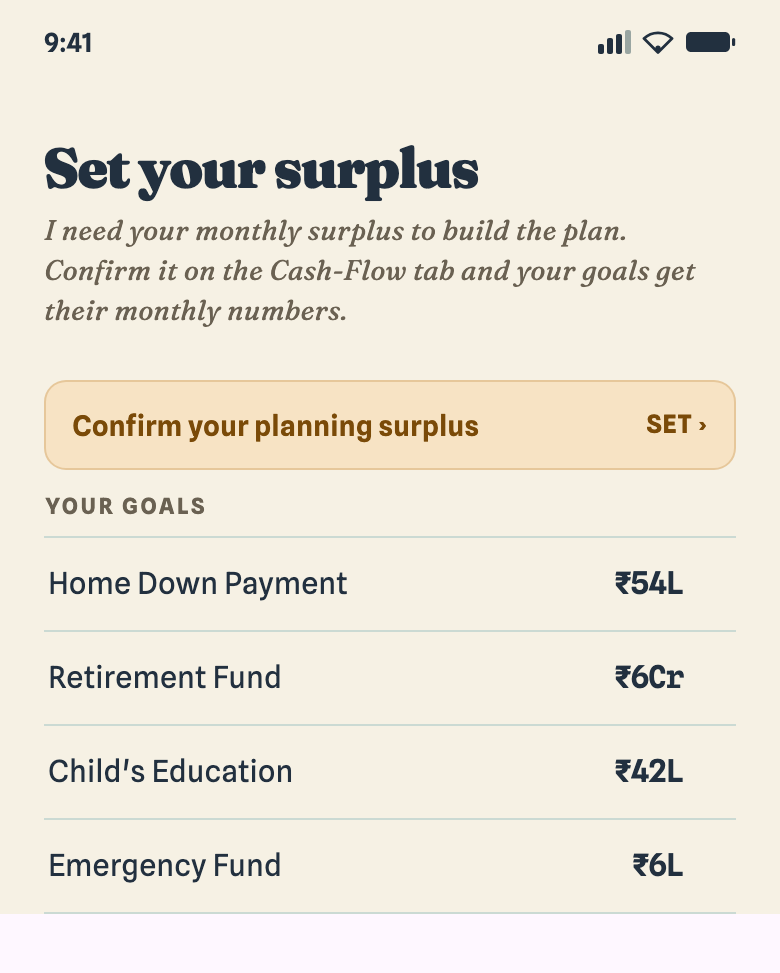 9:41
Set your surplus
I need your monthly surplus to build the plan.
Confirm it on the Cash-Flow tab and your goals get
their monthly numbers.
Confirm your planning surplus SET ›
YOUR GOALS
Home Down Payment ₹54L
Retirement Fund ₹6Cr
Child's Education ₹42L
Emergency Fund ₹6L